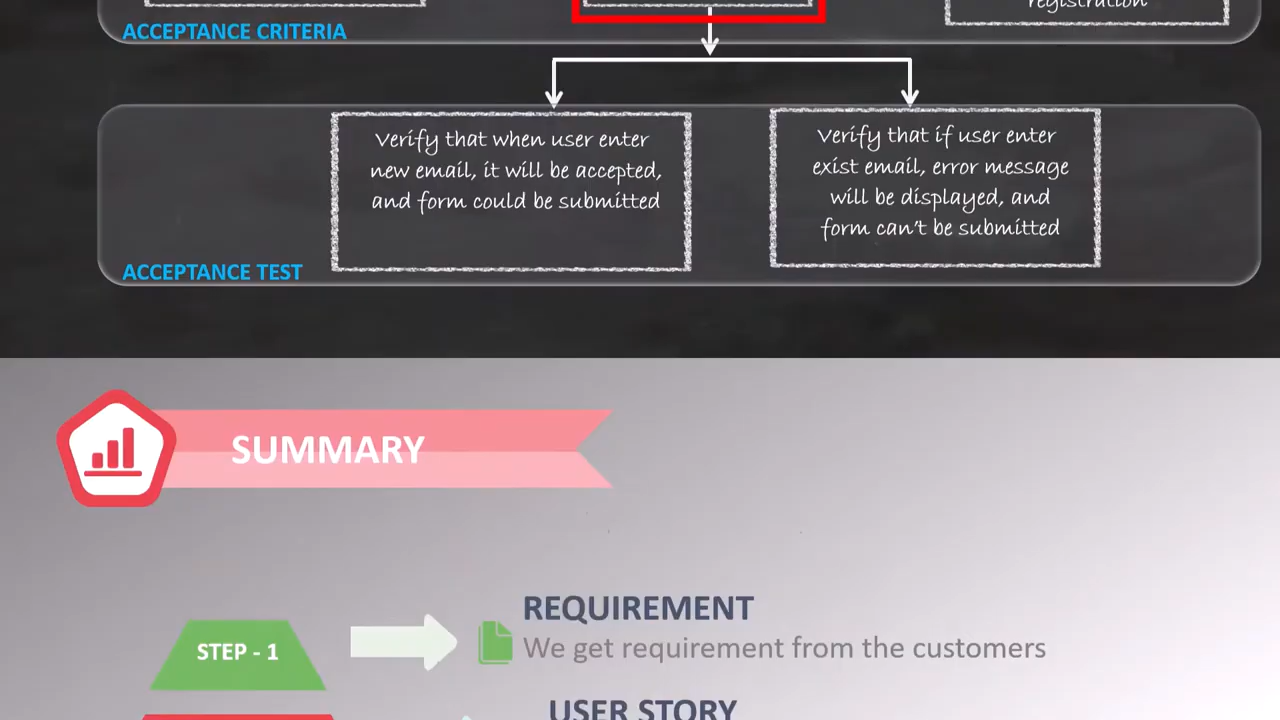 registration
ACCEPTANCE CRITERIA
Verify that when user enter
new email, it will be accepted,
and form could be submitted
Verify that if user enter
exist email, error message
will be displayed, and
form can't be submitted
ACCEPTANCE TEST
SUMMARY
STEP - 1
REQUIREMENT
We get requirement from the customers
USER STORY